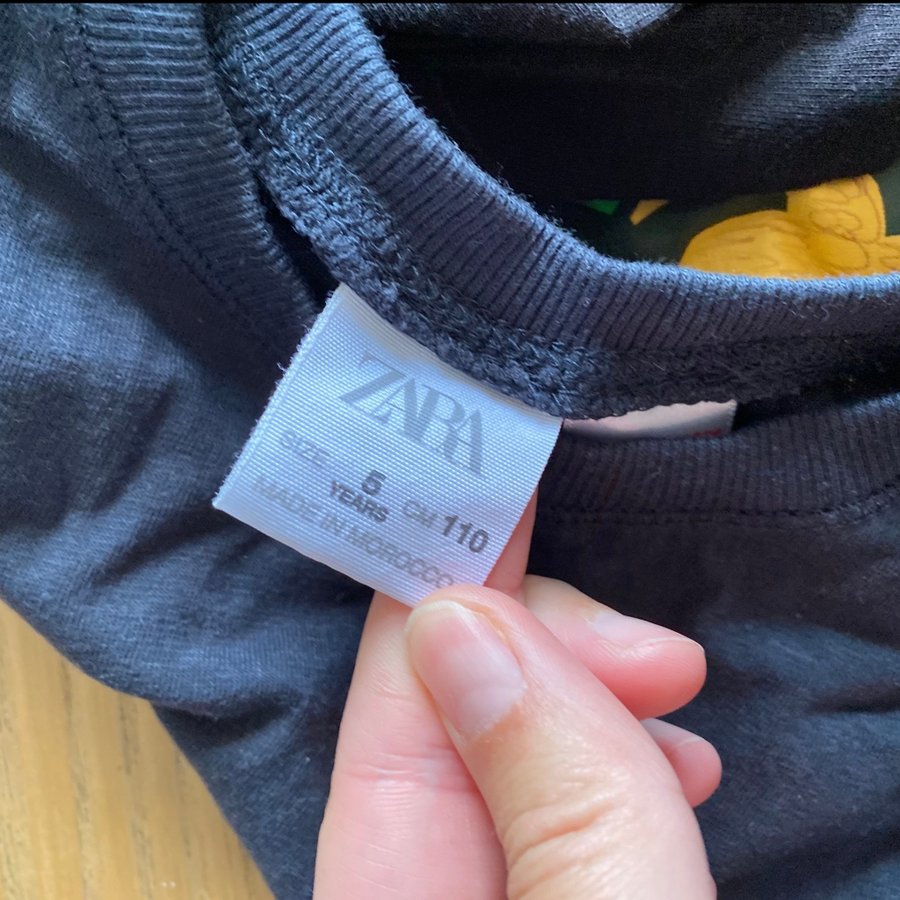 ZARA
SIZE 5 YEARS CM 110
MADE IN MOROCCO